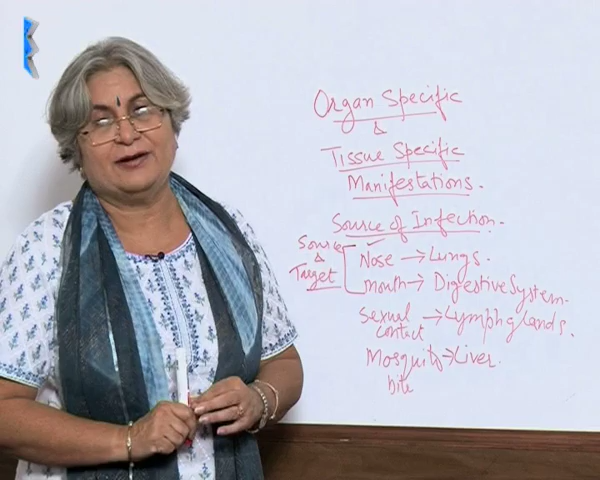 Organ Specific
&
Tissue Specific
Manifestations.
Source of Infection.
Source
&
Target
Nose → Lungs.
mouth → Digestive System.
Sexual contact → Lymph glands.
Mosquito bite → Liver.